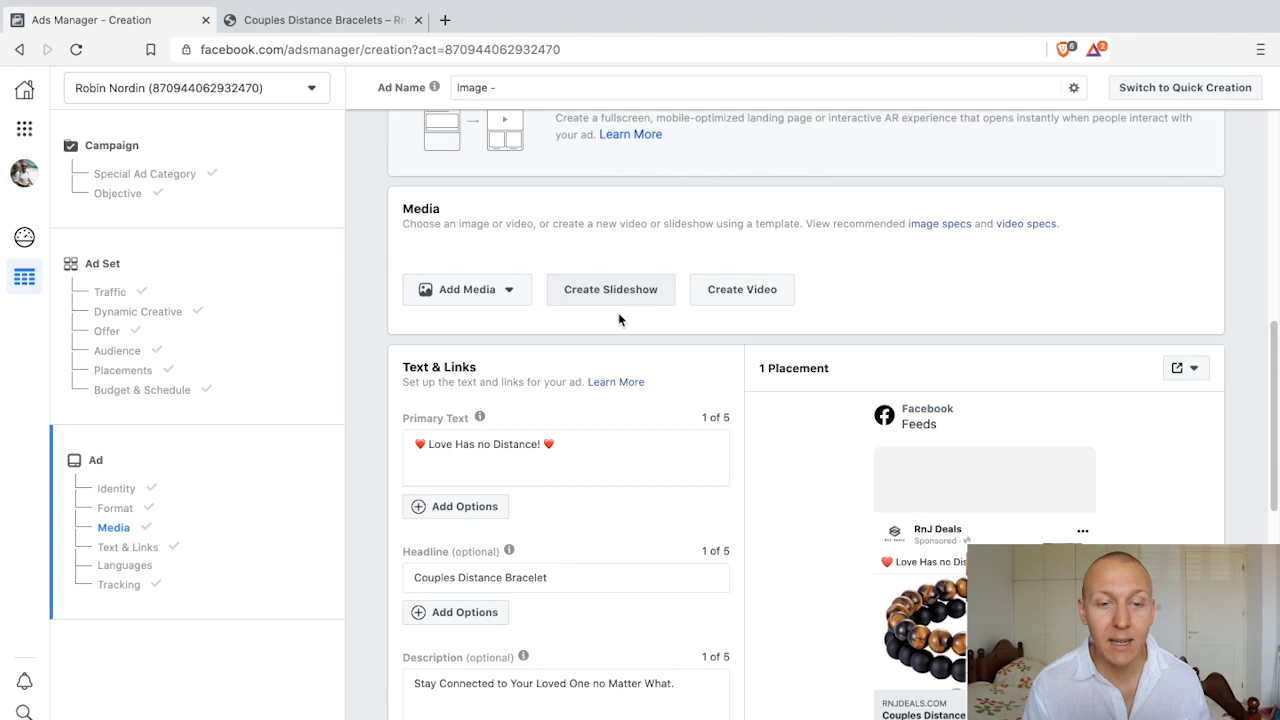 Ads Manager - Creation
Couples Distance Bracelets – Rn
facebook.com/adsmanager/creation?act=870944062932470
6
2
Robin Nordin (870944062932470)
Ad Name
Image -
Switch to Quick Creation
Campaign
Special Ad Category
Objective
Ad Set
Traffic
Dynamic Creative
Offer
Audience
Placements
Budget & Schedule
Ad
Identity
Format
Media
Text & Links
Languages
Tracking
Create a fullscreen, mobile-optimized landing page or interactive AR experience that opens instantly when people interact with
your ad. Learn More
Media
Choose an image or video, or create a new video or slideshow using a template. View recommended image specs and video specs.
Add Media
Create Slideshow
Create Video
Text & Links
Set up the text and links for your ad. Learn More
Primary Text
1 of 5
❤️ Love Has no Distance! ❤️
Add Options
Headline (optional)
1 of 5
Couples Distance Bracelet
Add Options
Description (optional)
1 of 5
Stay Connected to Your Loved One no Matter What.
1 Placement
Facebook
Feeds
RnJ Deals
Sponsored ·
❤️ Love Has no Dis
RNJDEALS.COM
Couples Distance